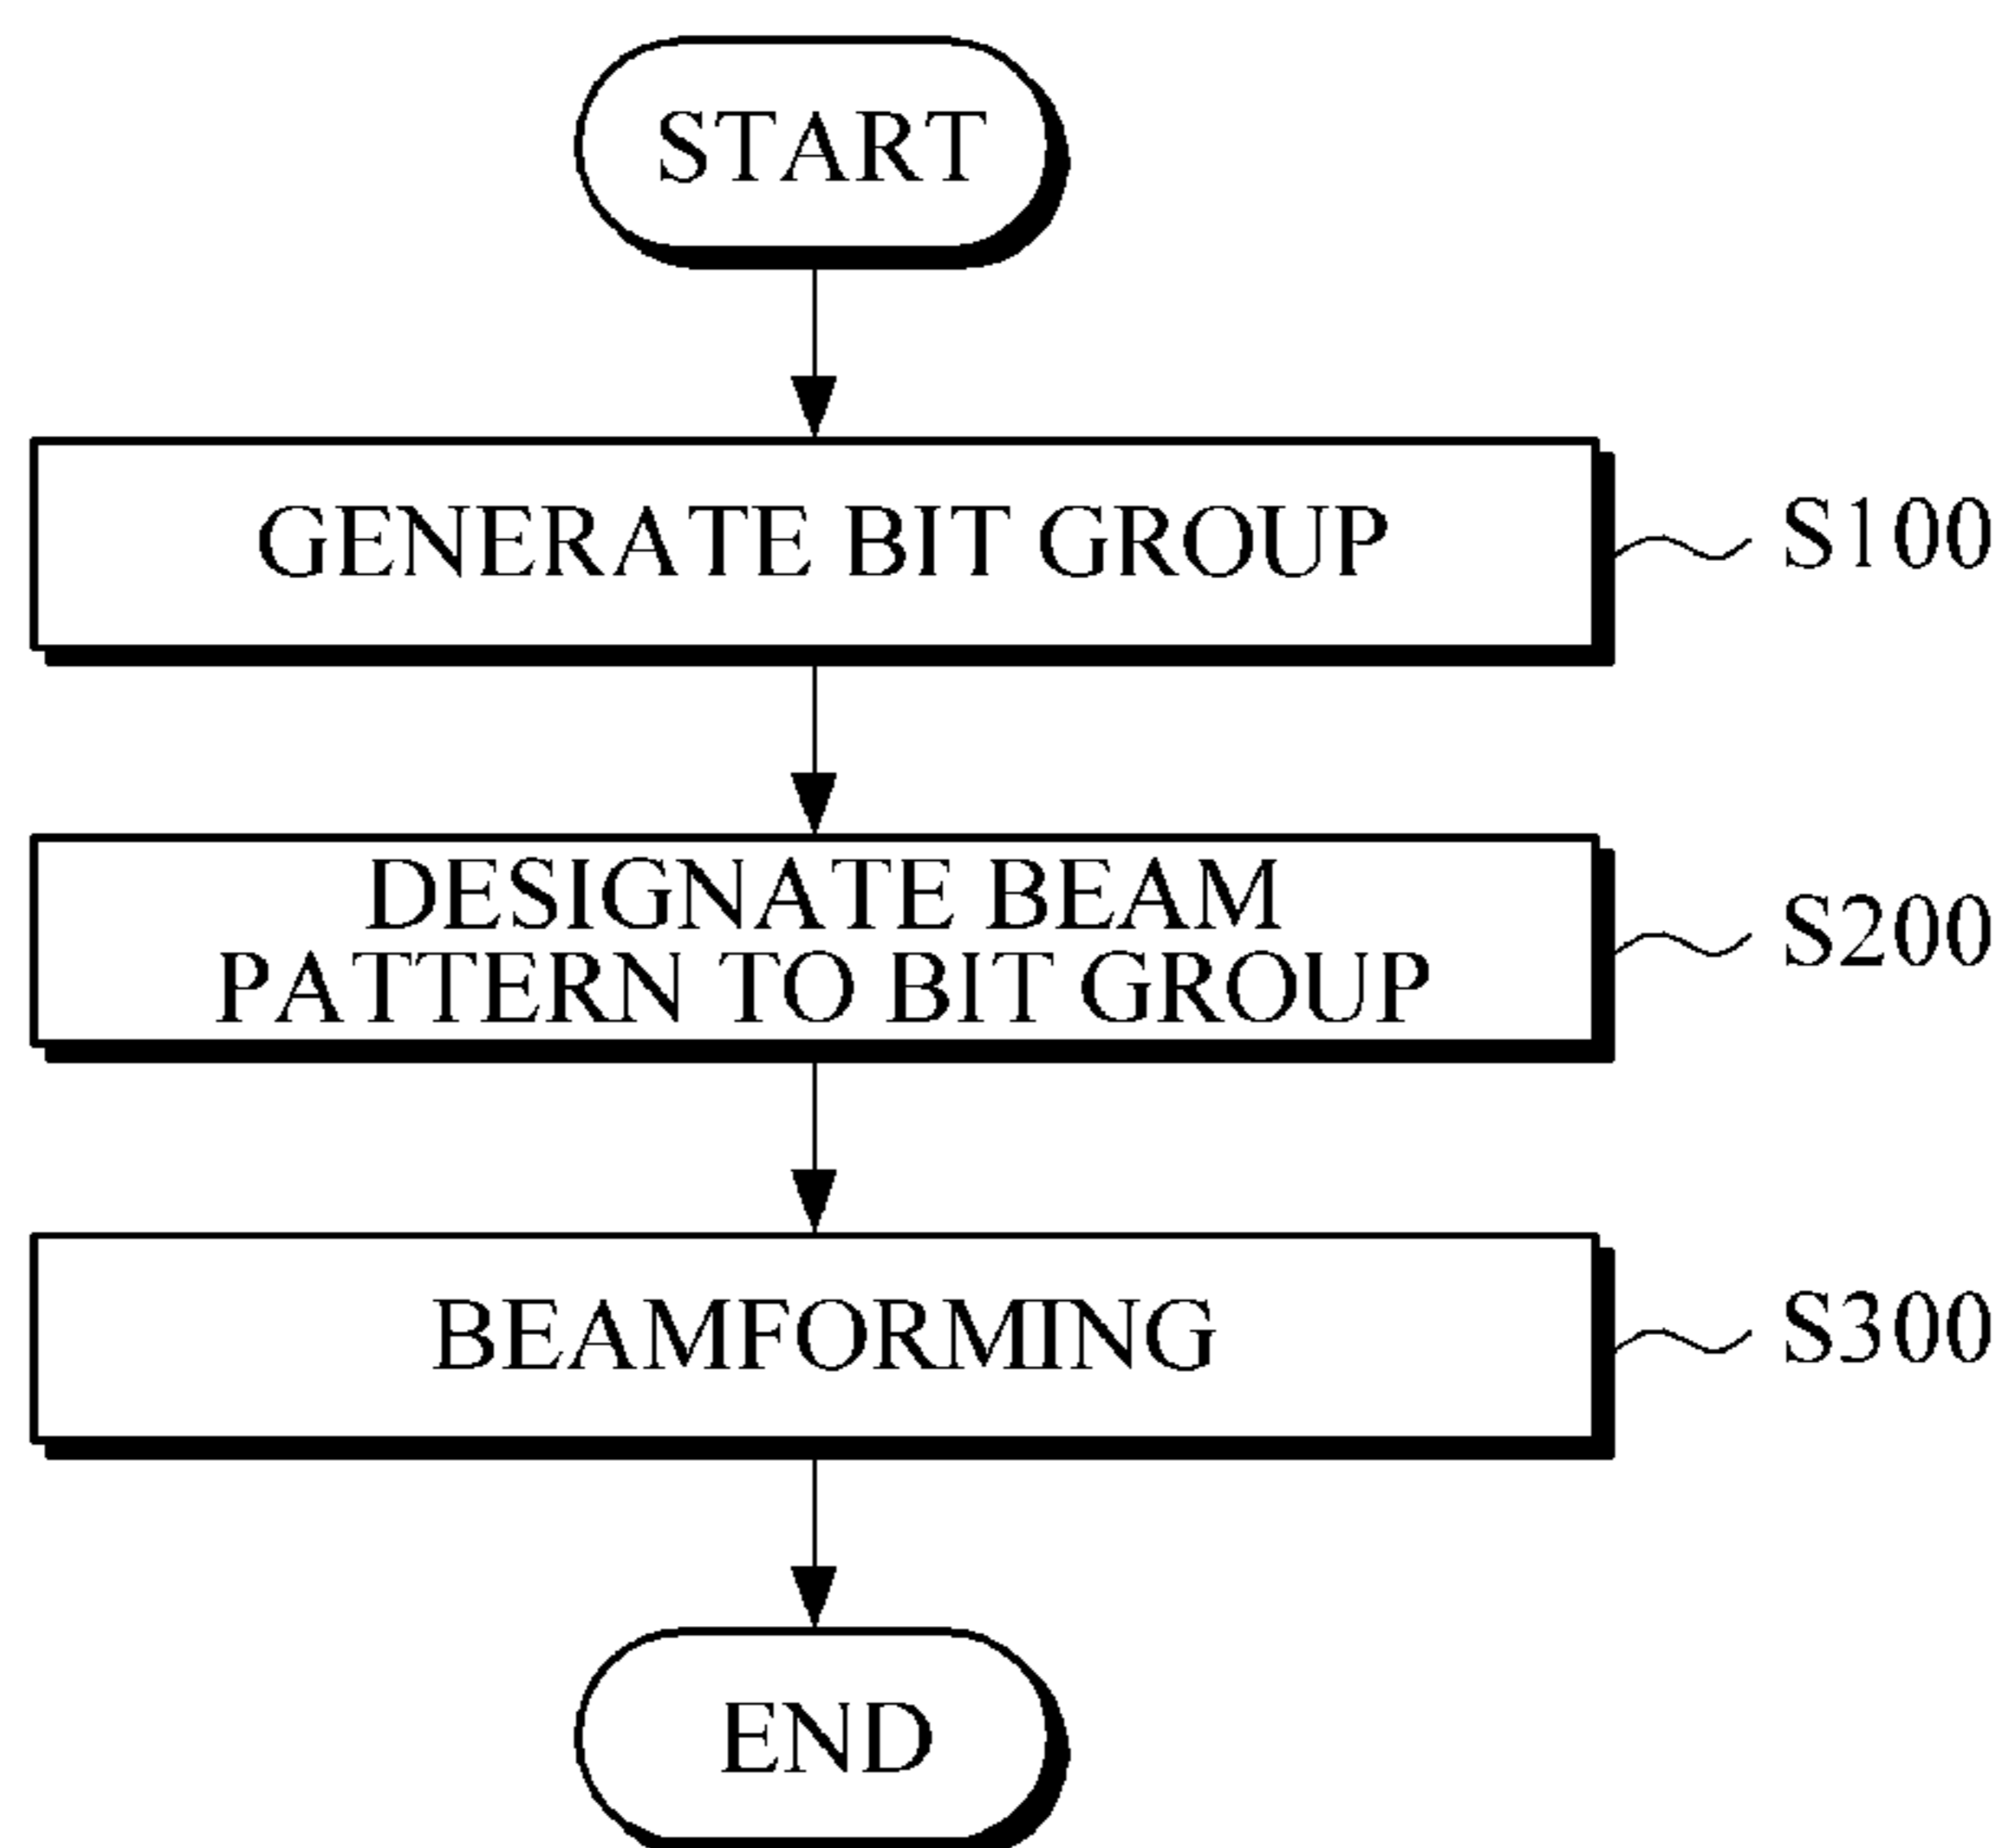 START
GENERATE BIT GROUP
S100
DESIGNATE BEAM
PATTERN TO BIT GROUP
S200
BEAMFORMING
S300
END